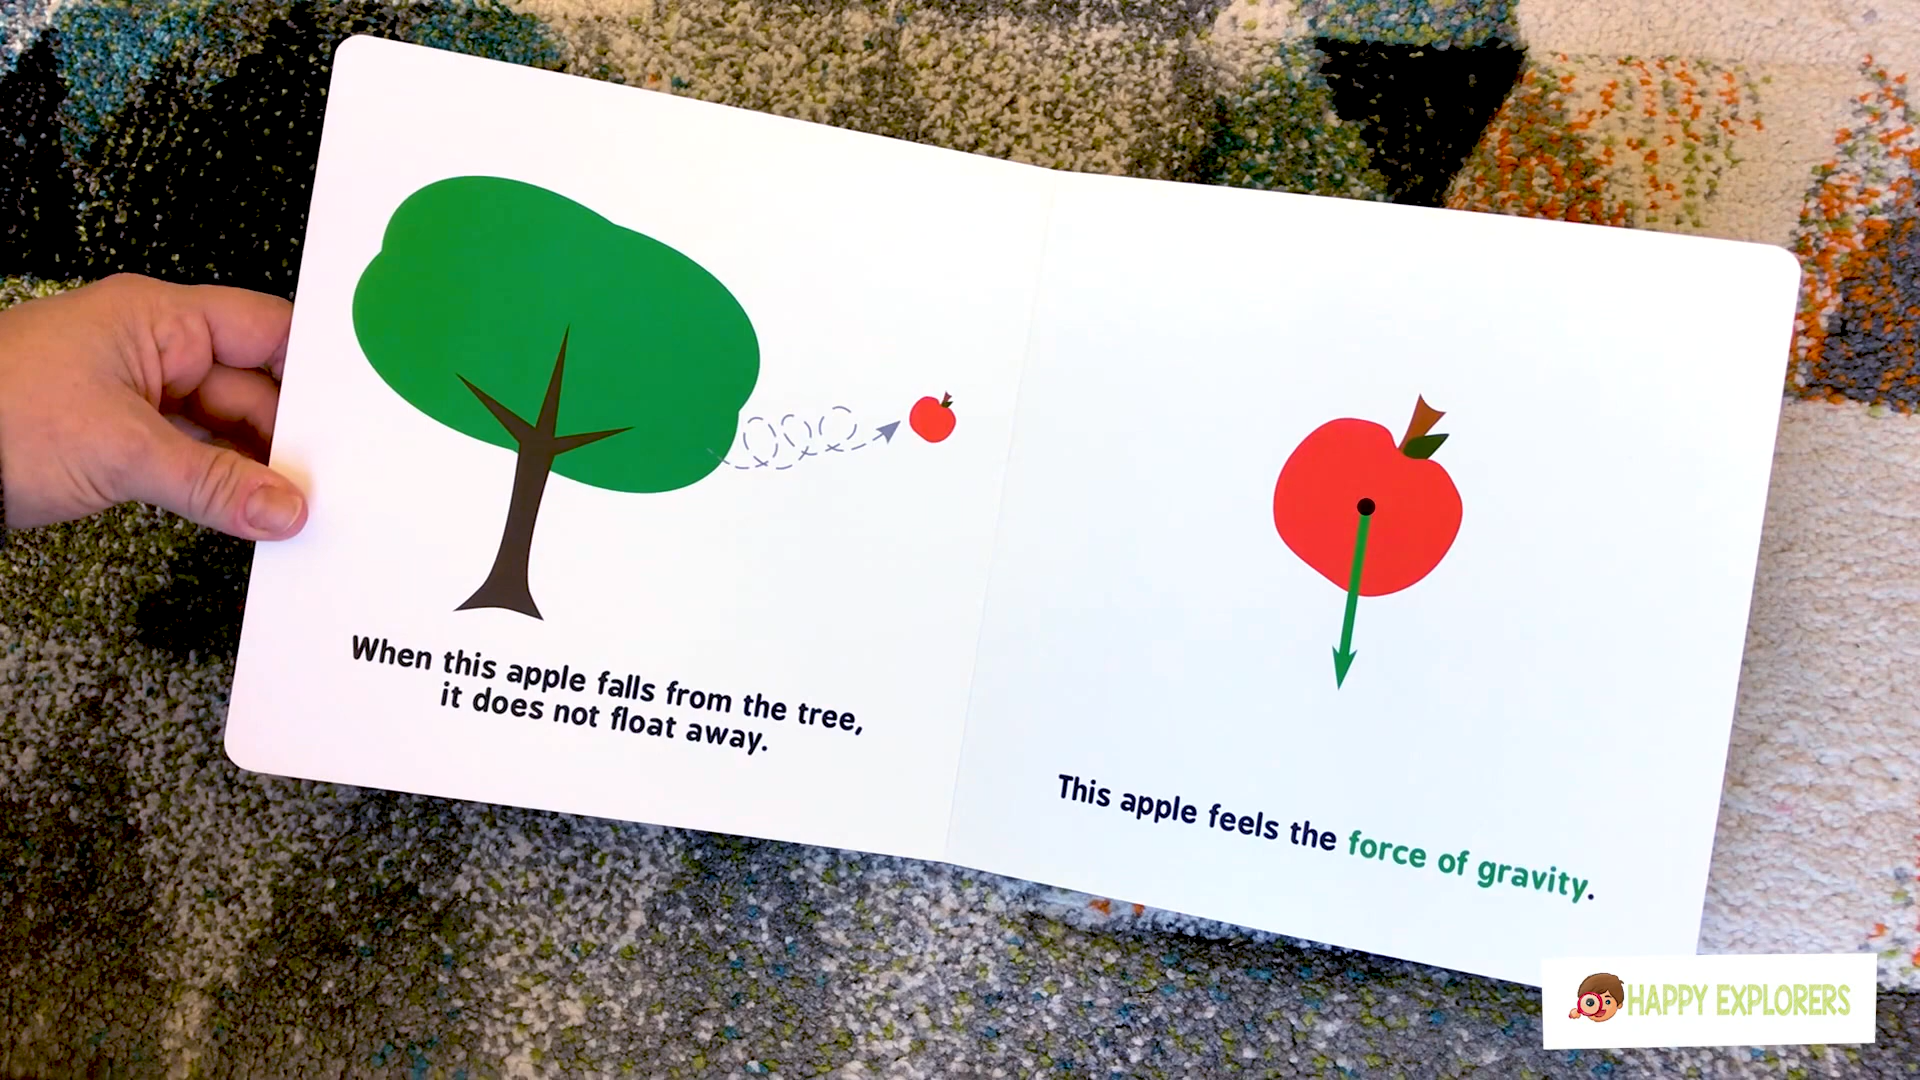 When this apple falls from the tree,
it does not float away.
This apple feels the force of gravity.
HAPPY EXPLORERS